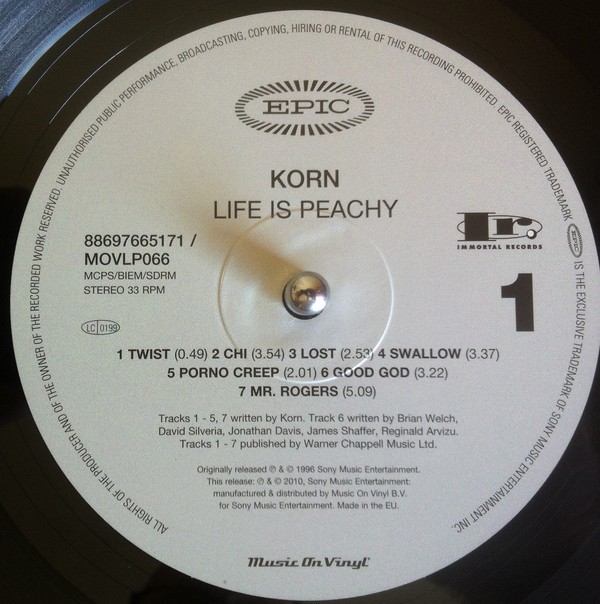 ALL RIGHTS OF THE PRODUCER AND OF THE OWNER OF THE RECORDED WORK RESERVED. UNAUTHORISED PUBLIC PERFORMANCE, BROADCASTING, COPYING, HIRING OR RENTAL OF THIS RECORDING PROHIBITED. EPIC REGISTERED TRADEMARK EPIC IS THE EXCLUSIVE TRADEMARK OF SONY MUSIC ENTERTAINMENT INC.
EPIC
KORN
LIFE IS PEACHY
88697665171 /
MOVLP066
MCPS/BIEM/SDRM
STEREO 33 RPM
LC 0199
Ir.
IMMORTAL RECORDS
1
1 TWIST (0.49) 2 CHI (3.54) 3 LOST (2.53) 4 SWALLOW (3.37)
5 PORNO CREEP (2.01) 6 GOOD GOD (3.22)
7 MR. ROGERS (5.09)
Tracks 1 - 5, 7 written by Korn. Track 6 written by Brian Welch,
David Silveria, Jonathan Davis, James Shaffer, Reginald Arvizu.
Tracks 1 - 7 published by Warner Chappell Music Ltd.
Originally released ℗ & © 1996 Sony Music Entertainment.
This release: ℗ & © 2010, Sony Music Entertainment:
manufactured & distributed by Music On Vinyl B.V.
for Sony Music Entertainment. Made in the EU.
Music On Vinyl